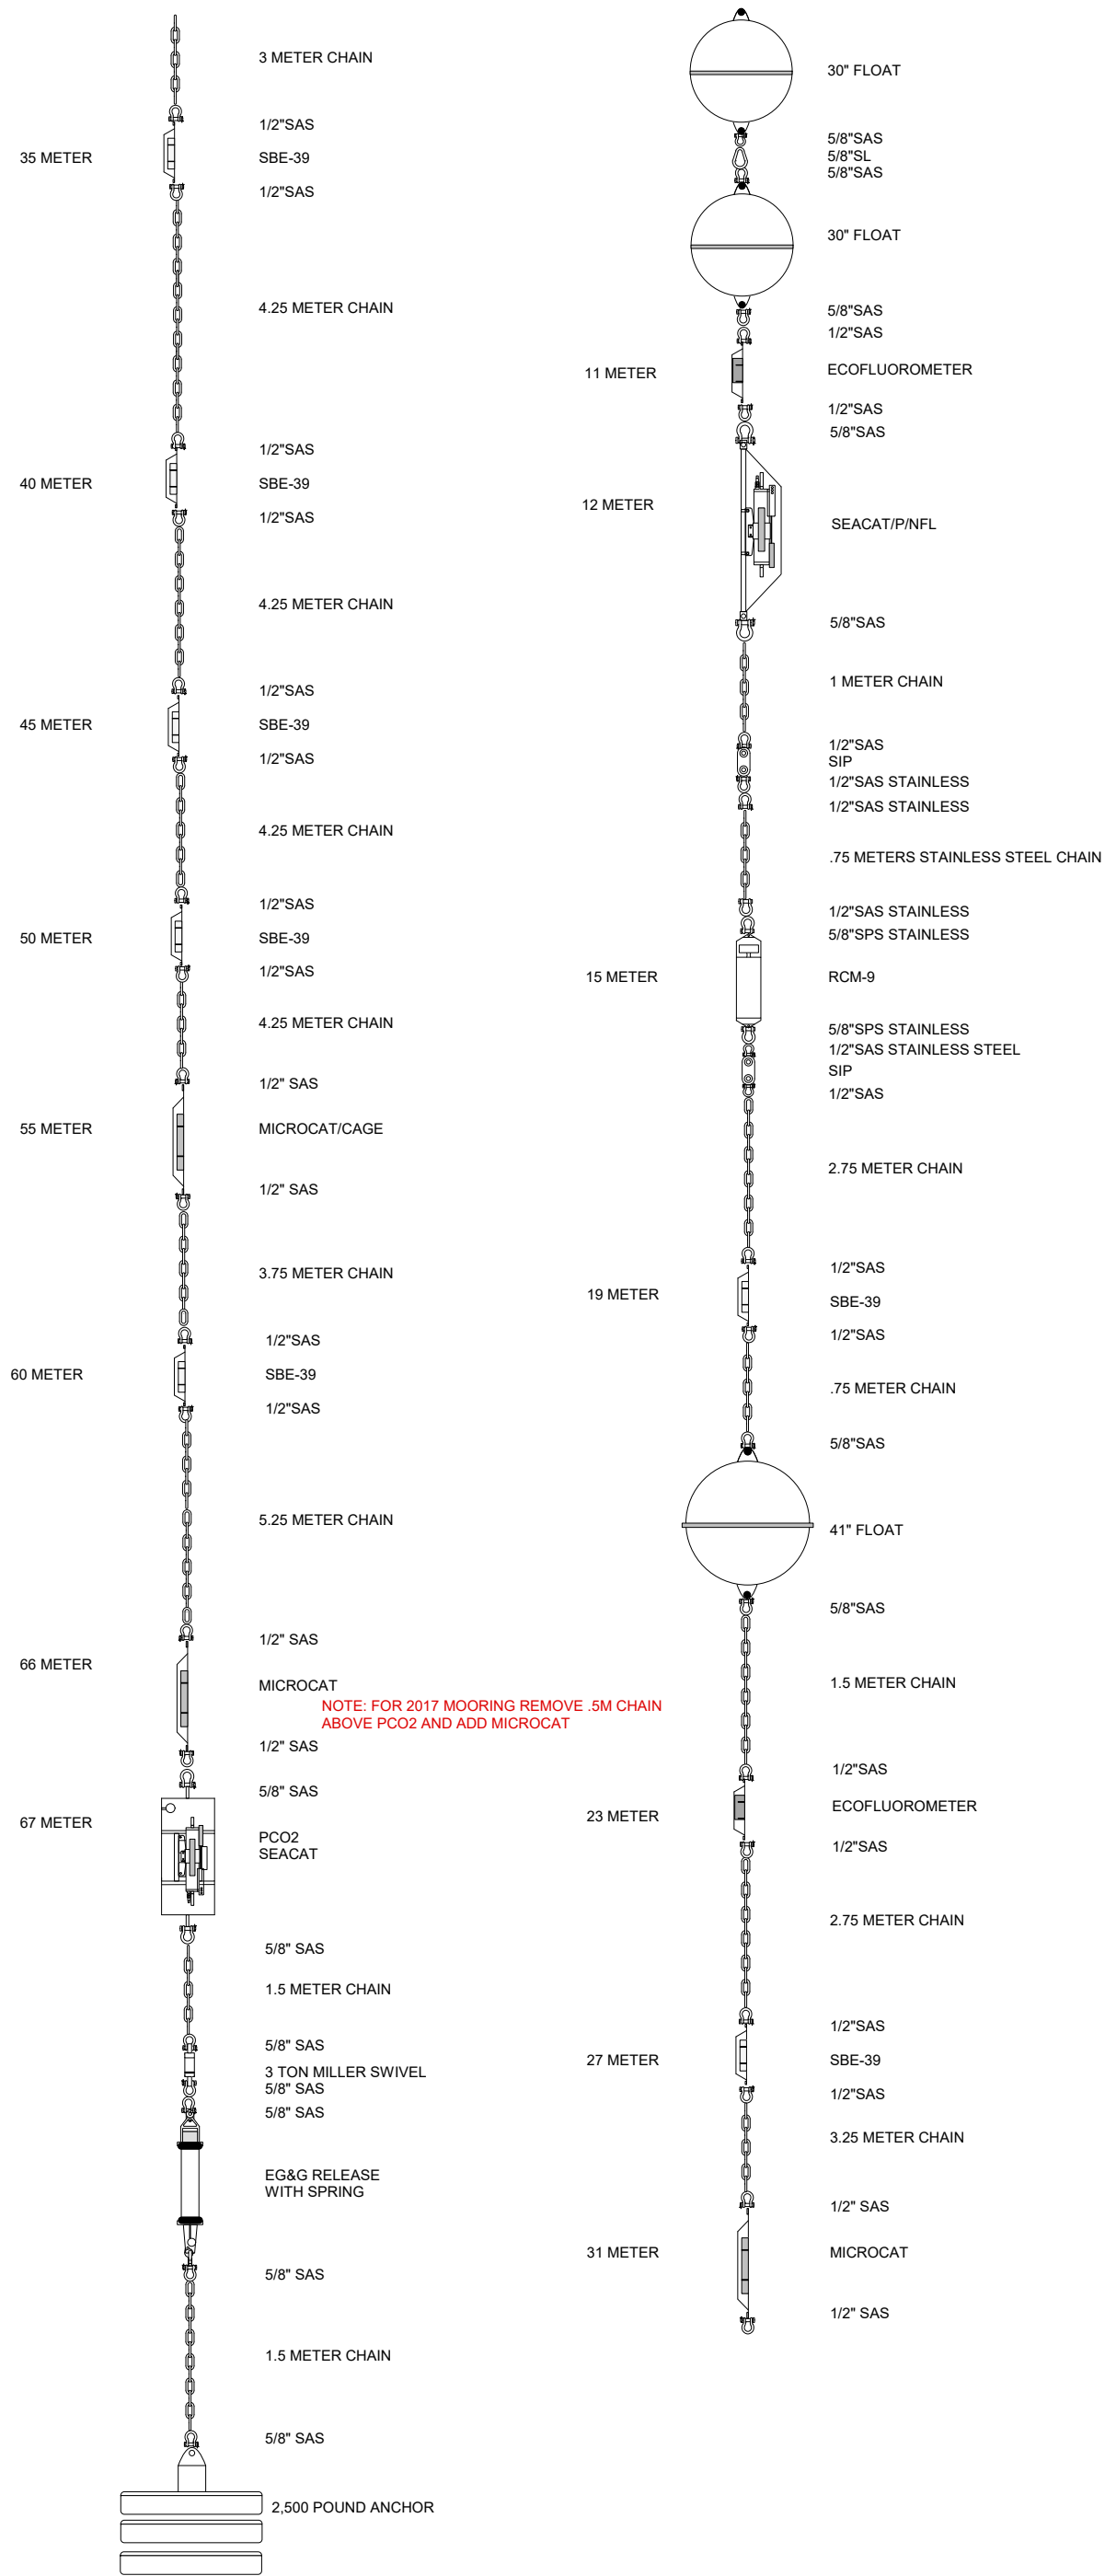 3 METER CHAIN
1/2"SAS
35 METER
SBE-39
1/2"SAS
4.25 METER CHAIN
1/2"SAS
40 METER
SBE-39
1/2"SAS
4.25 METER CHAIN
1/2"SAS
45 METER
SBE-39
1/2"SAS
4.25 METER CHAIN
1/2"SAS
50 METER
SBE-39
1/2"SAS
4.25 METER CHAIN
1/2" SAS
55 METER
MICROCAT/CAGE
1/2" SAS
3.75 METER CHAIN
1/2"SAS
60 METER
SBE-39
1/2"SAS
5.25 METER CHAIN
1/2" SAS
66 METER
MICROCAT
NOTE: FOR 2017 MOORING REMOVE .5M CHAIN
ABOVE PCO2 AND ADD MICROCAT
1/2" SAS
5/8" SAS
67 METER
PCO2
SEACAT
5/8" SAS
1.5 METER CHAIN
5/8" SAS
3 TON MILLER SWIVEL
5/8" SAS
5/8" SAS
EG&G RELEASE
WITH SPRING
5/8" SAS
1.5 METER CHAIN
5/8" SAS
2,500 POUND ANCHOR
30" FLOAT
5/8"SAS
5/8"SL
5/8"SAS
30" FLOAT
5/8"SAS
1/2"SAS
11 METER
ECOFLUOROMETER
1/2"SAS
5/8"SAS
12 METER
SEACAT/P/NFL
5/8"SAS
1 METER CHAIN
1/2"SAS
SIP
1/2"SAS STAINLESS
1/2"SAS STAINLESS
.75 METERS STAINLESS STEEL CHAIN
1/2"SAS STAINLESS
5/8"SPS STAINLESS
15 METER
RCM-9
5/8"SPS STAINLESS
1/2"SAS STAINLESS STEEL
SIP
1/2"SAS
2.75 METER CHAIN
1/2"SAS
19 METER
SBE-39
1/2"SAS
.75 METER CHAIN
5/8"SAS
41" FLOAT
5/8"SAS
1.5 METER CHAIN
1/2"SAS
23 METER
ECOFLUOROMETER
1/2"SAS
2.75 METER CHAIN
1/2"SAS
27 METER
SBE-39
1/2"SAS
3.25 METER CHAIN
1/2" SAS
31 METER
MICROCAT
1/2" SAS